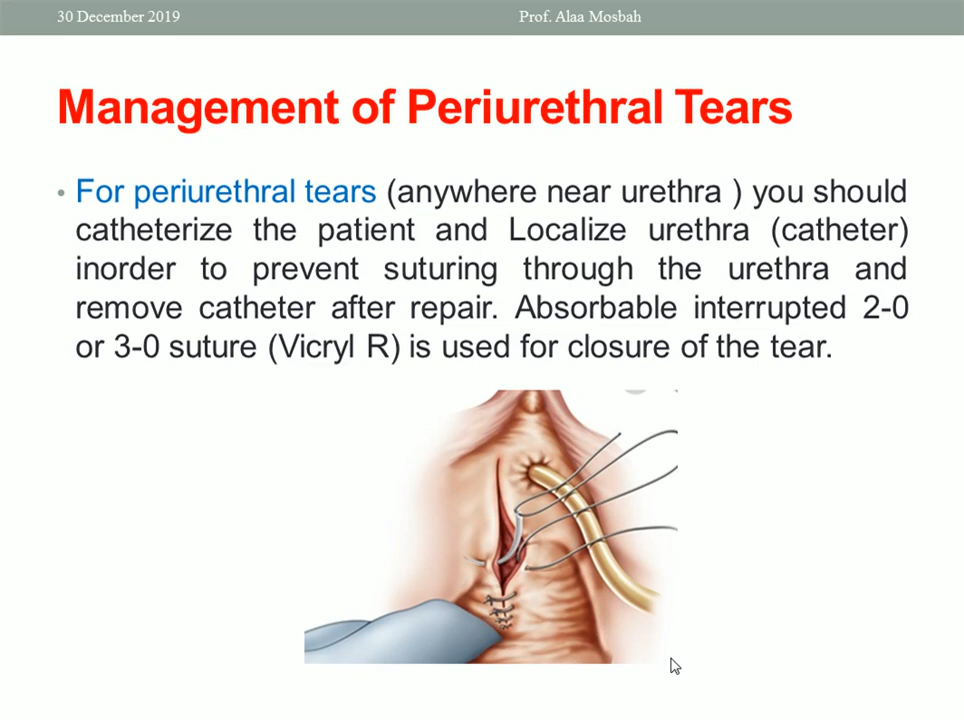 30 December 2019
Prof. Alaa Mosbah
Management of Periurethral Tears
• For periurethral tears (anywhere near urethra ) you should
catheterize the patient and Localize urethra (catheter)
inorder to prevent suturing through the urethra and
remove catheter after repair. Absorbable interrupted 2-0
or 3-0 suture (Vicryl R) is used for closure of the tear.